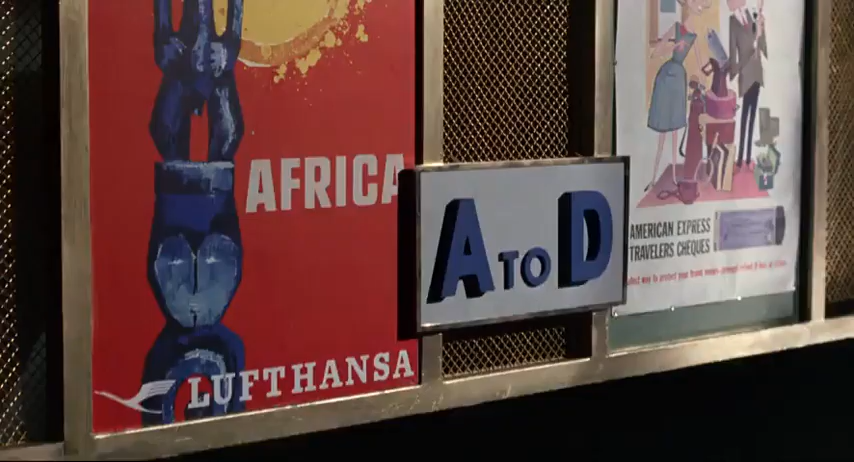 AFRICA
LUFTHANSA
A TO D
AMERICAN EXPRESS
TRAVELERS CHEQUES